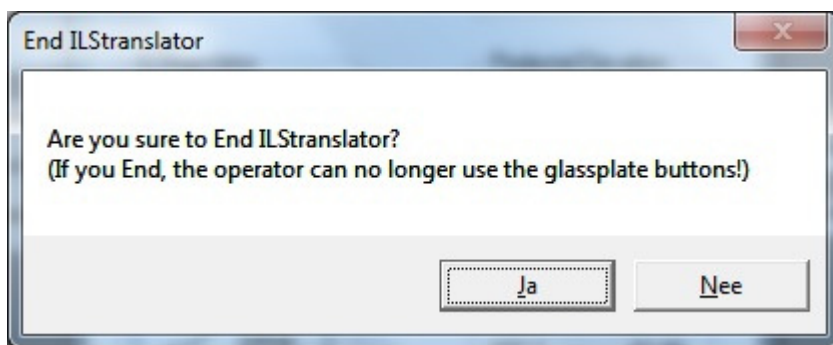 End ILStranslator
Are you sure to End ILStranslator?
(If you End, the operator can no longer use the glassplate buttons!)
Ja
Nee